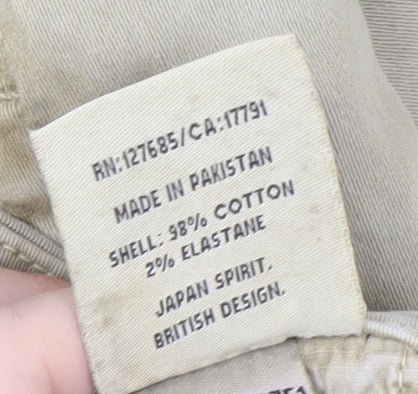 RN:127685/CA:17791
MADE IN PAKISTAN
SHELL: 98% COTTON
2% ELASTANE
JAPAN SPIRIT.
BRITISH DESIGN.